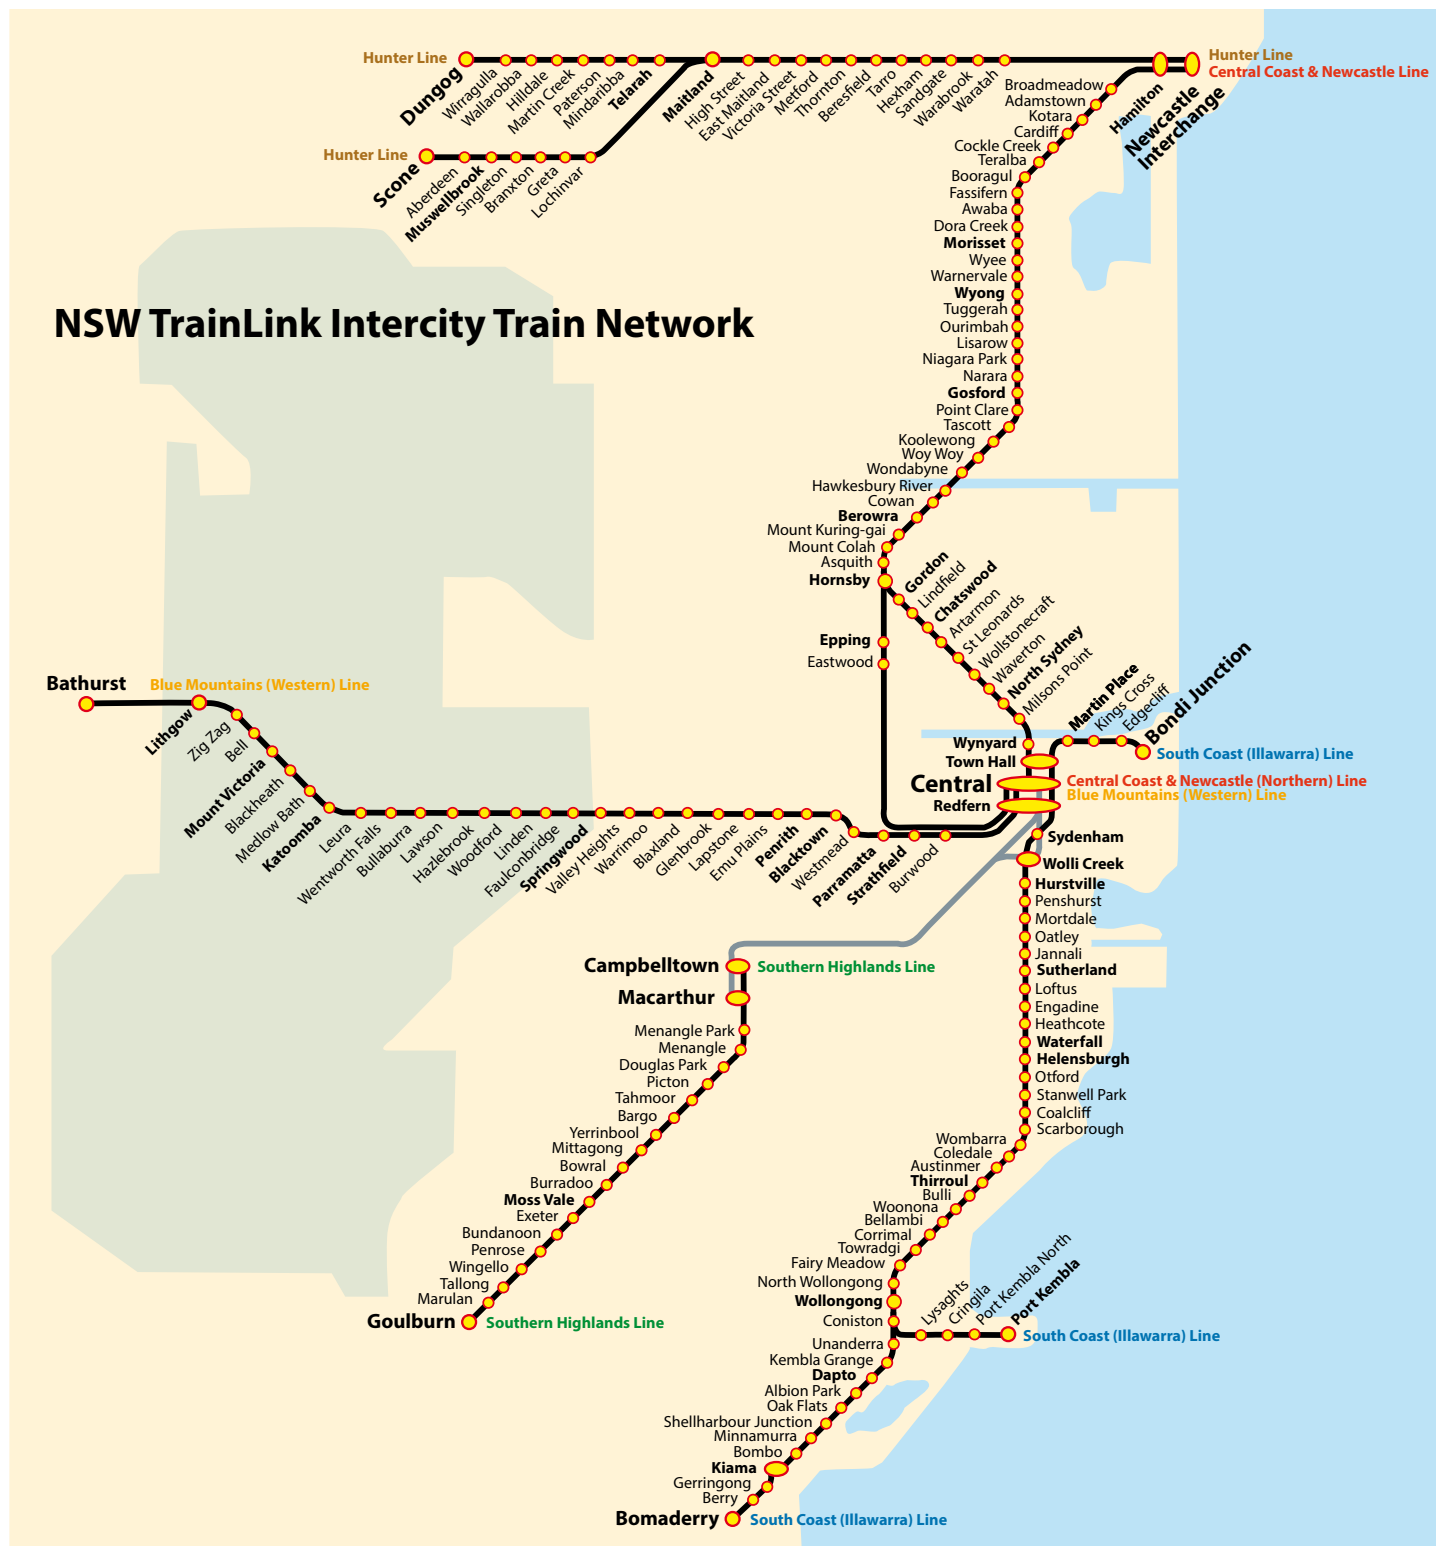 Hunter Line
Dungog
Wirragulla
Wallarobba
Hilldale
Martin Creek
Paterson
Mindaribba
Telarah
Maitland
High Street
East Maitland
Victoria Street
Metford
Thornton
Beresfield
Tarro
Hexham
Sandgate
Warabrook
Waratah
Hamilton
Newcastle
Interchange
Hunter Line
Central Coast & Newcastle Line
Hunter Line
Scone
Aberdeen
Muswellbrook
Singleton
Branxton
Greta
Lochinvar
NSW TrainLink Intercity Train Network
Broadmeadow
Adamstown
Kotara
Cardiff
Cockle Creek
Teralba
Booragul
Fassifern
Awaba
Dora Creek
Morisset
Wyee
Warnervale
Wyong
Tuggerah
Ourimbah
Lisarow
Niagara Park
Narara
Gosford
Point Clare
Tascott
Koolewong
Woy Woy
Wondabyne
Hawkesbury River
Cowan
Berowra
Mount Kuring-gai
Mount Colah
Asquith
Hornsby
Gordon
Lindfield
Chatswood
Artarmon
St Leonards
Wollstonecraft
Waverton
North Sydney
Milsons Point
Epping
Eastwood
Wynyard
Town Hall
Central
Redfern
Martin Place
Kings Cross
Edgecliff
Bondi Junction
South Coast (Illawarra) Line
Central Coast & Newcastle (Northern) Line
Blue Mountains (Western) Line
Bathurst
Blue Mountains (Western) Line
Lithgow
Zig Zag
Bell
Mount Victoria
Blackheath
Medlow Bath
Katoomba
Leura
Wentworth Falls
Bullaburra
Lawson
Hazlebrook
Woodford
Linden
Faulconbridge
Springwood
Valley Heights
Warrimoo
Blaxland
Glenbrook
Lapstone
Emu Plains
Penrith
Blacktown
Westmead
Parramatta
Strathfield
Burwood
Sydenham
Wolli Creek
Hurstville
Penshurst
Mortdale
Oatley
Jannali
Sutherland
Loftus
Engadine
Heathcote
Waterfall
Helensburgh
Otford
Stanwell Park
Coalcliff
Scarborough
Wombarra
Coledale
Austinmer
Thirroul
Bulli
Woonona
Bellambi
Corrimal
Towradgi
Fairy Meadow
North Wollongong
Wollongong
Coniston
Lysaghts
Cringila
Port Kembla North
Port Kembla
South Coast (Illawarra) Line
Unanderra
Kembla Grange
Dapto
Albion Park
Oak Flats
Shellharbour Junction
Minnamurra
Bombo
Kiama
Gerringong
Berry
Bomaderry
South Coast (Illawarra) Line
Campbelltown
Southern Highlands Line
Macarthur
Menangle Park
Menangle
Douglas Park
Picton
Tahmoor
Bargo
Yerrinbool
Mittagong
Bowral
Burradoo
Moss Vale
Exeter
Bundanoon
Penrose
Wingello
Tallong
Marulan
Goulburn
Southern Highlands Line